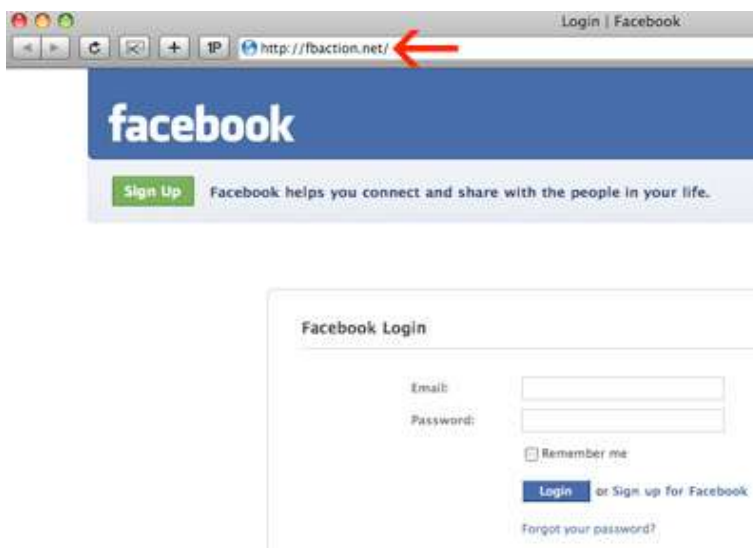 Login | Facebook
1P http://fbaction.net/
facebook
Sign Up Facebook helps you connect and share with the people in your life.
Facebook Login
Email:
Password:
Remember me
Login or Sign up for Facebook
Forgot your password?